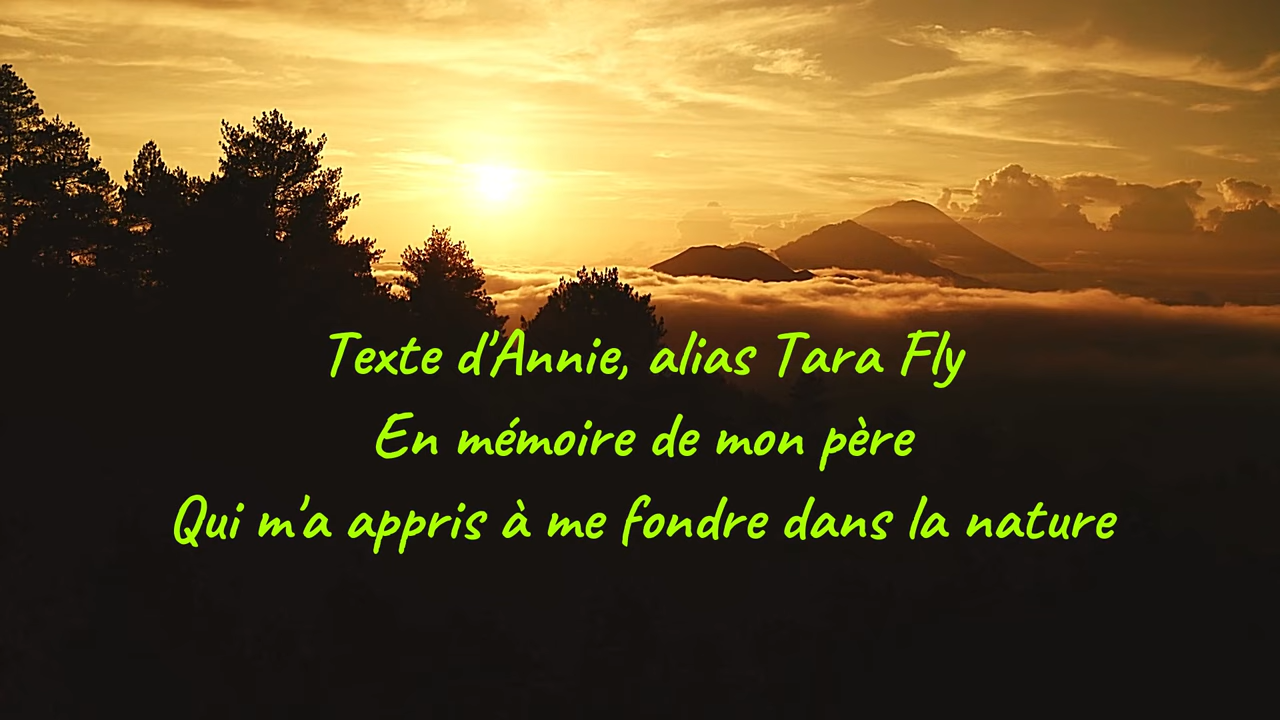 Texte d'Annie, alias Tara Fly
En mémoire de mon père
Qui m'a appris à me fondre dans la nature